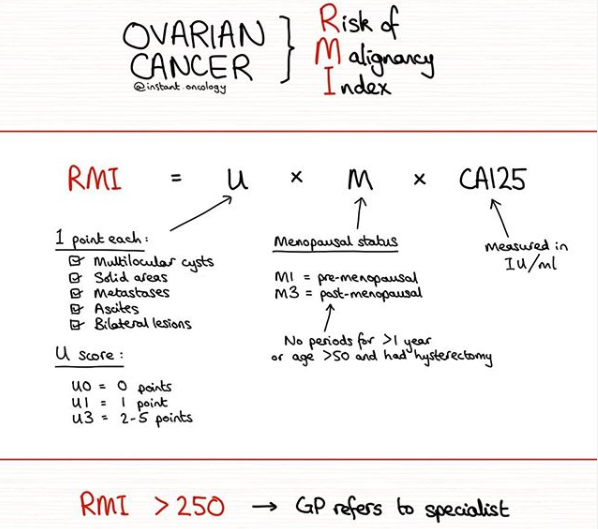 OVARIAN
CANCER
@instant.oncology
Risk of
Malignancy
Index
RMI = U × M × CA125
1 point each:
Multilocular cysts
Solid areas
Metastases
Ascites
Bilateral lesions
U score:
U0 = 0 points
U1 = 1 point
U3 = 2-5 points
Menopausal status
M1 = pre-menopausal
M3 = post-menopausal
No periods for >1 year
or age >50 and had hysterectomy
Measured in
IU/ml
RMI >250 → GP refers to specialist